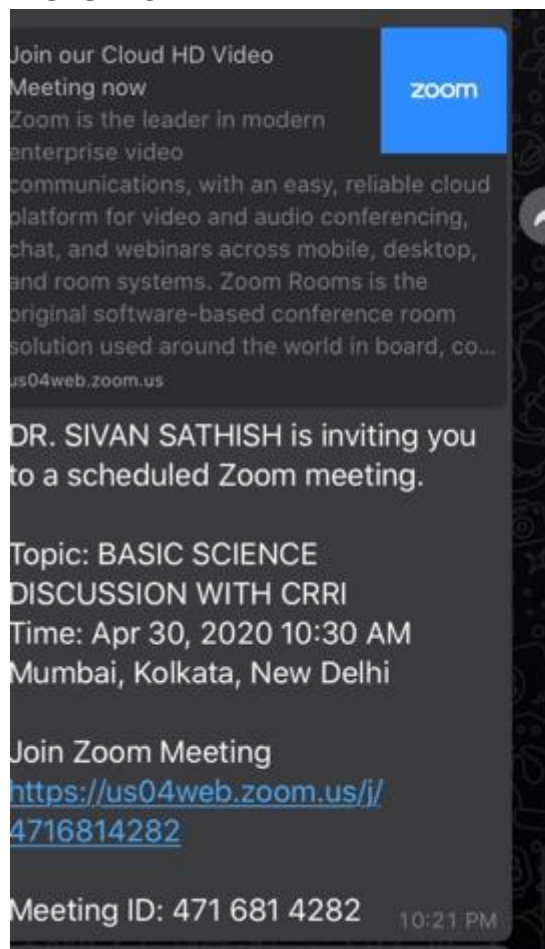 Join our Cloud HD Video
Meeting now
zoom
Zoom is the leader in modern
enterprise video
communications, with an easy, reliable cloud
platform for video and audio conferencing,
chat, and webinars across mobile, desktop,
and room systems. Zoom Rooms is the
original software-based conference room
solution used around the world in board, co...
us04web.zoom.us
DR. SIVAN SATHISH is inviting you
to a scheduled Zoom meeting.
Topic: BASIC SCIENCE
DISCUSSION WITH CRRI
Time: Apr 30, 2020 10:30 AM
Mumbai, Kolkata, New Delhi
Join Zoom Meeting
https://us04web.zoom.us/j/
4716814282
Meeting ID: 471 681 4282
10:21 PM